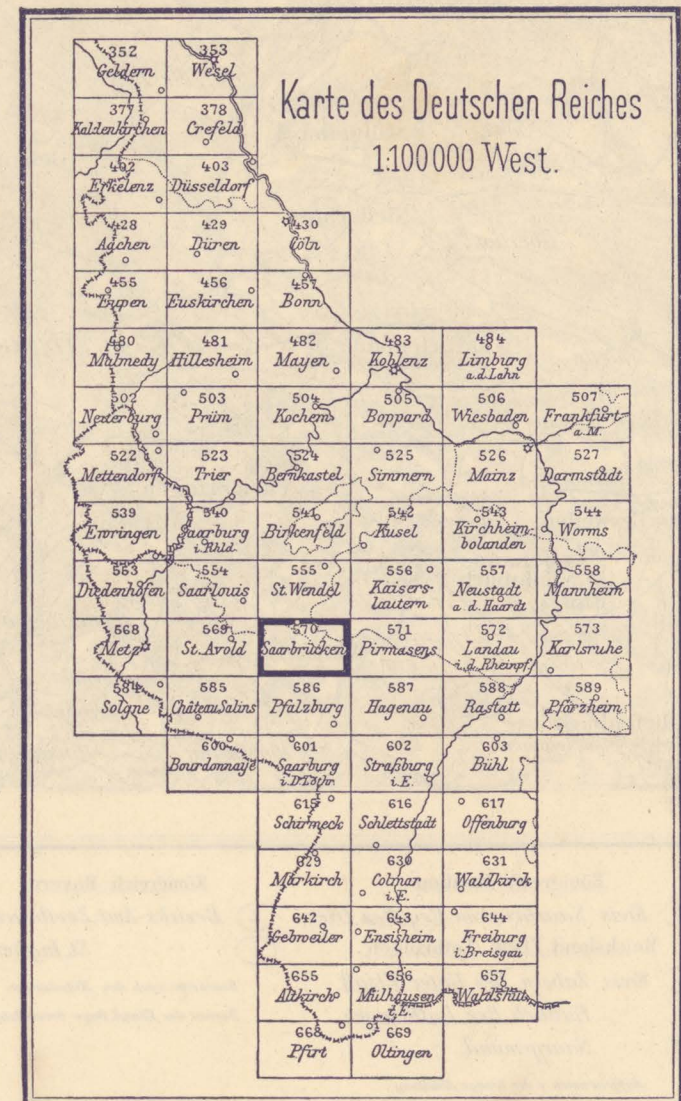 Karte des Deutschen Reiches
1:100000 West.
352 353
Geldern Wesel
377 378
Kaldenkirchen Crefeld
402 403
Erkelenz Düsseldorf
428 429 430
Aachen Düren Cöln
455 456 457
Eupen Euskirchen Bonn
480 481 482 483 484
Malmedy Hillesheim Mayen Koblenz Limburg
a.d.Lahn
502 503 504 505 506 507
Neuerburg Prüm Kochem Boppard Wiesbaden Frankfurt
a.M.
522 523 524 525 526 527
Mettendorf Trier Bernkastel Simmern Mainz Darmstadt
539 540 541 542 543 544
Ewringen Saarburg Birkenfeld Kusel Kirchheim- Worms
i.Rhld. bolanden
553 554 555 556 557 558
Diedenhofen Saarlouis St.Wendel Kaisers- Neustadt Mannheim
lautern a.d.Haardt
568 569 570 571 572 573
Metz St.Avold Saarbrücken Pirmasens Landau Karlsruhe
i.d.Rheinpf.
584 585 586 587 588 589
Solgne Château Salins Pfalzburg Hagenau Rastatt Pforzheim
600 601 602 603
Bourdonnaye Saarburg Straßburg Bühl
i.D.Lothr. i.E.
615 616 617
Schirmeck Schlettstadt Offenburg
629 630 631
Markirch Colmar Waldkirch
i.E.
642 643 644
Gebweiler Ensisheim Freiburg
i.Breisgau
655 656 657
Altkirch Mülhausen Waldshut
i.E.
668 669
Pfirt Oltingen